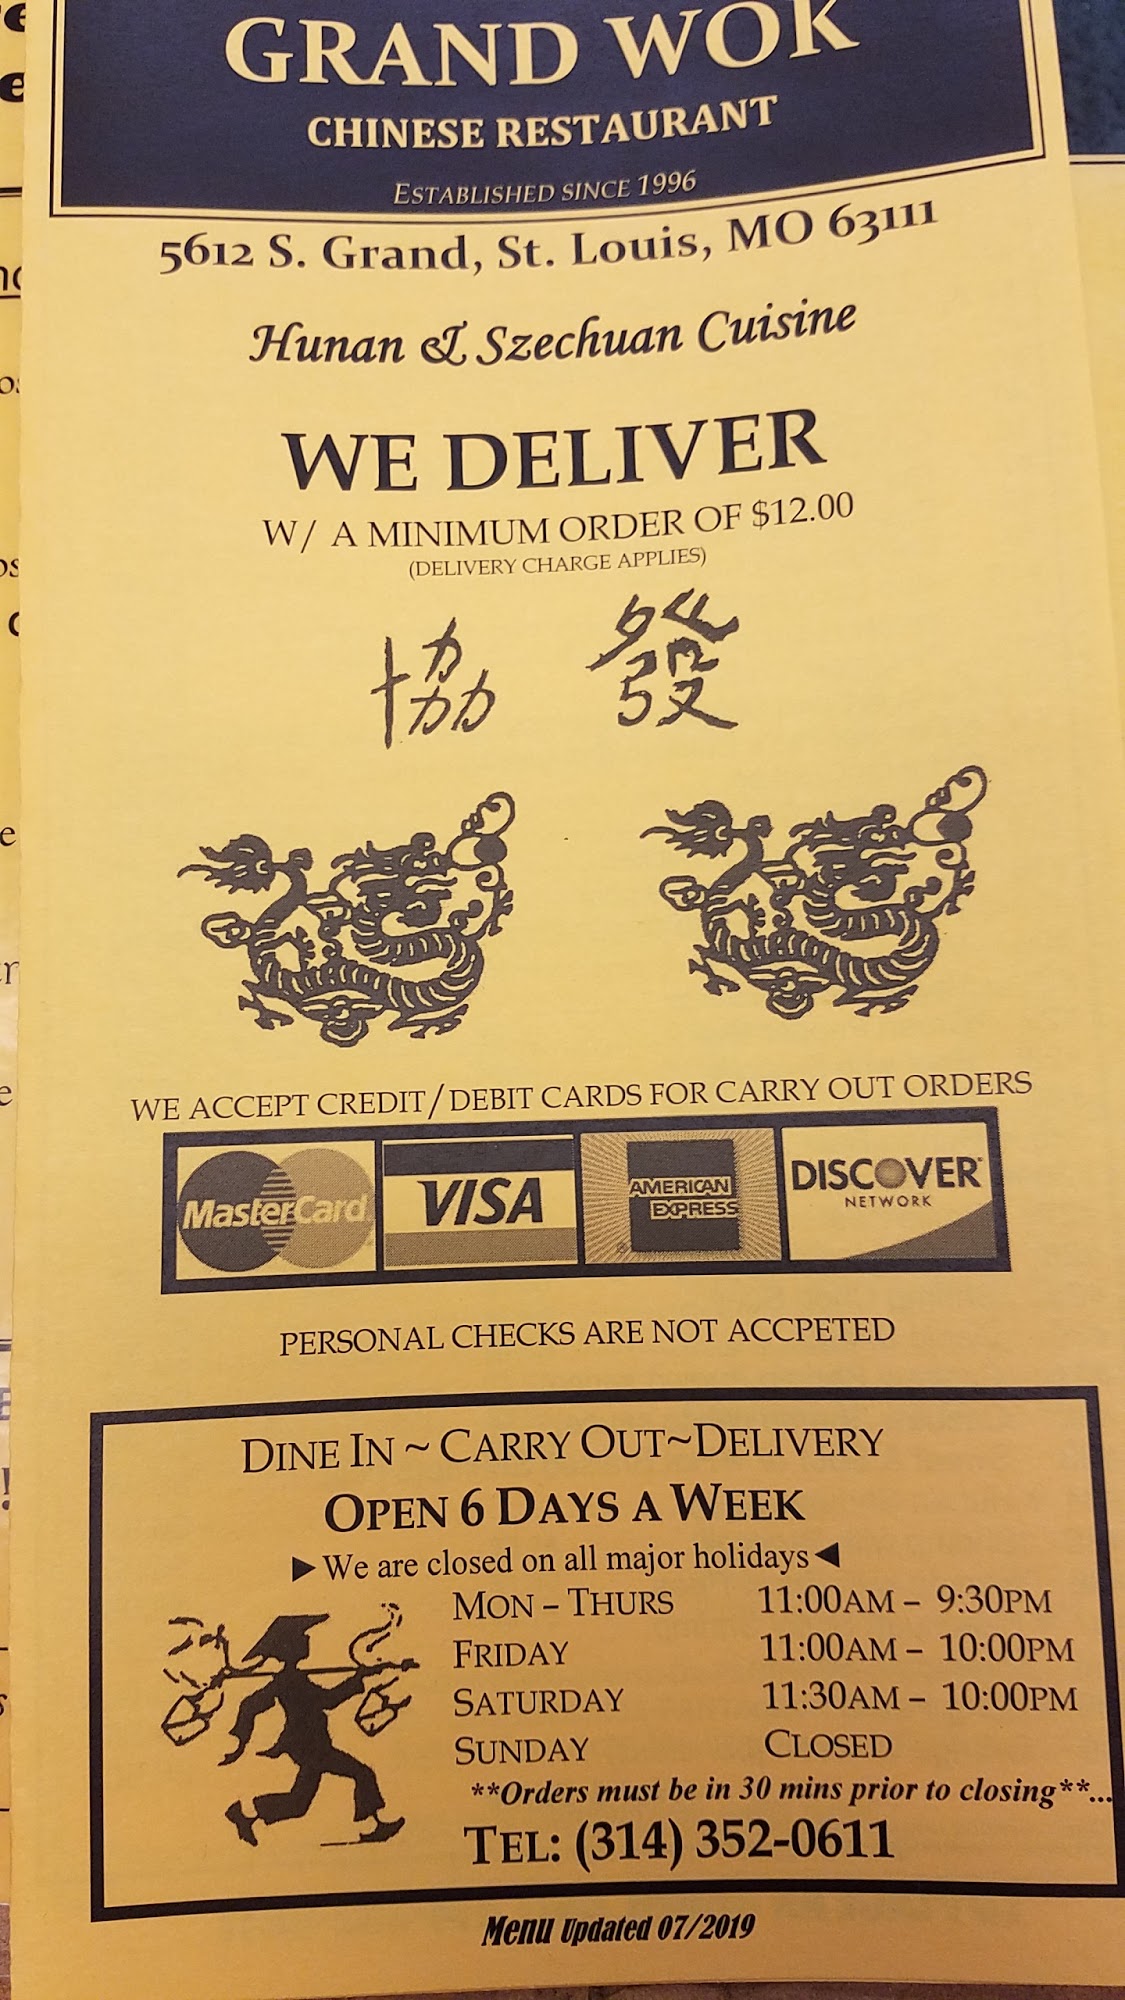 GRAND WOK
CHINESE RESTAURANT
ESTABLISHED SINCE 1996
5612 S. Grand, St. Louis, MO 63111
Hunan & Szechuan Cuisine
WE DELIVER
W/ A MINIMUM ORDER OF $12.00
(DELIVERY CHARGE APPLIES)
協 發
WE ACCEPT CREDIT/DEBIT CARDS FOR CARRY OUT ORDERS
MasterCard VISA AMERICAN EXPRESS DISCOVER NETWORK
PERSONAL CHECKS ARE NOT ACCPETED
DINE IN ~ CARRY OUT~DELIVERY
OPEN 6 DAYS A WEEK
►We are closed on all major holidays◄
MON – THURS 11:00AM – 9:30PM
FRIDAY 11:00AM – 10:00PM
SATURDAY 11:30AM – 10:00PM
SUNDAY CLOSED
**Orders must be in 30 mins prior to closing**...
TEL: (314) 352-0611
Menu Updated 07/2019